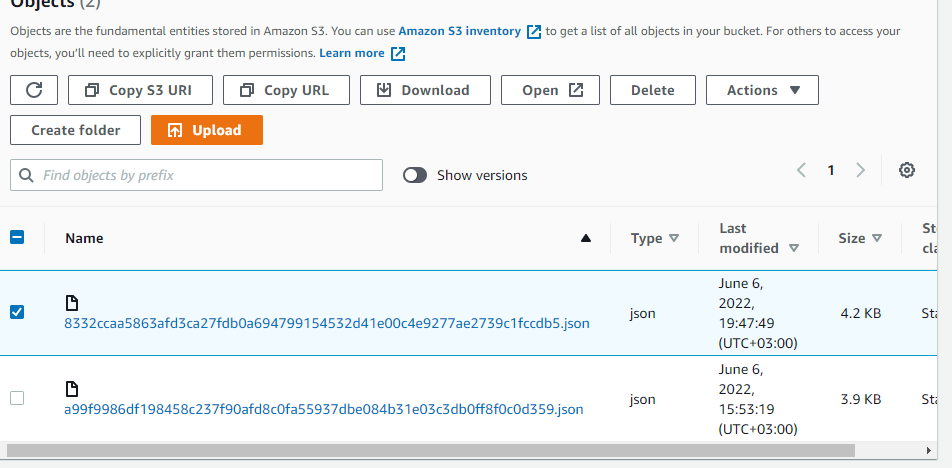 Objects (2)
Objects are the fundamental entities stored in Amazon S3. You can use Amazon S3 inventory to get a list of all objects in your bucket. For others to access your
objects, you'll need to explicitly grant them permissions. Learn more
Copy S3 URI Copy URL Download Open Delete Actions
Create folder Upload
Find objects by prefix Show versions 1
Name Type Last modified Size St
cla
June 6,
2022,
8332ccaa5863afd3ca27fdb0a694799154532d41e00c4e9277ae2739c1fccdb5.json json 19:47:49 4.2 KB Sta
(UTC+03:00)
June 6,
2022,
a99f9986df198458c237f90afd8c0fa55937dbe084b31e03c3db0ff8f0c0d359.json json 15:53:19 3.9 KB Sta
(UTC+03:00)